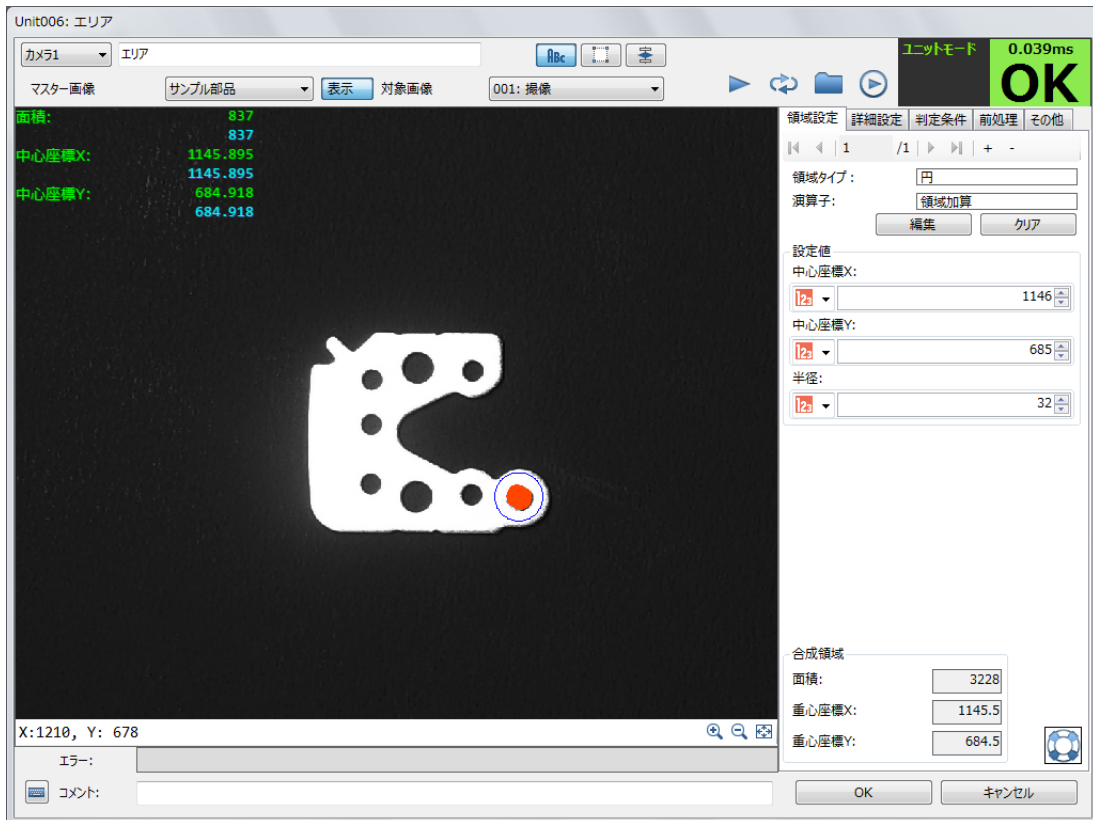 Unit006: エリア
カメラ1 エリア ABC ユニットモード 0.039ms
OK
マスター画像 サンプル部品 表示 対象画像 001: 撮像
面積: 837
837
中心座標X: 1145.895
1145.895
中心座標Y: 684.918
684.918
領域設定 詳細設定 判定条件 前処理 その他
1 /1 + -
領域タイプ: 円
演算子: 領域加算
編集 クリア
設定値
中心座標X:
123 1146
中心座標Y:
123 685
半径:
123 32
合成領域
面積: 3228
重心座標X: 1145.5
重心座標Y: 684.5
X:1210, Y: 678
エラー:
コメント:
OK キャンセル